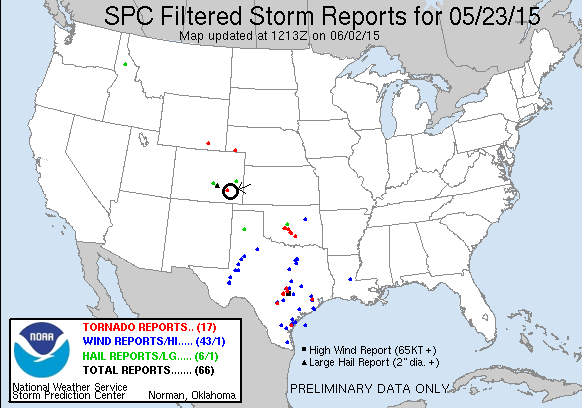 SPC Filtered Storm Reports for 05/23/15
Map updated at 1213Z on 06/02/15
NOAA
TORNADO REPORTS.. (17)
WIND REPORTS/HI..... (43/1)
HAIL REPORTS/LG..... (6/1)
TOTAL REPORTS....... (66)
National Weather Service
Storm Prediction Center Norman, Oklahoma
High Wind Report (65KT +)
Large Hail Report (2" dia. +)
PRELIMINARY DATA ONLY